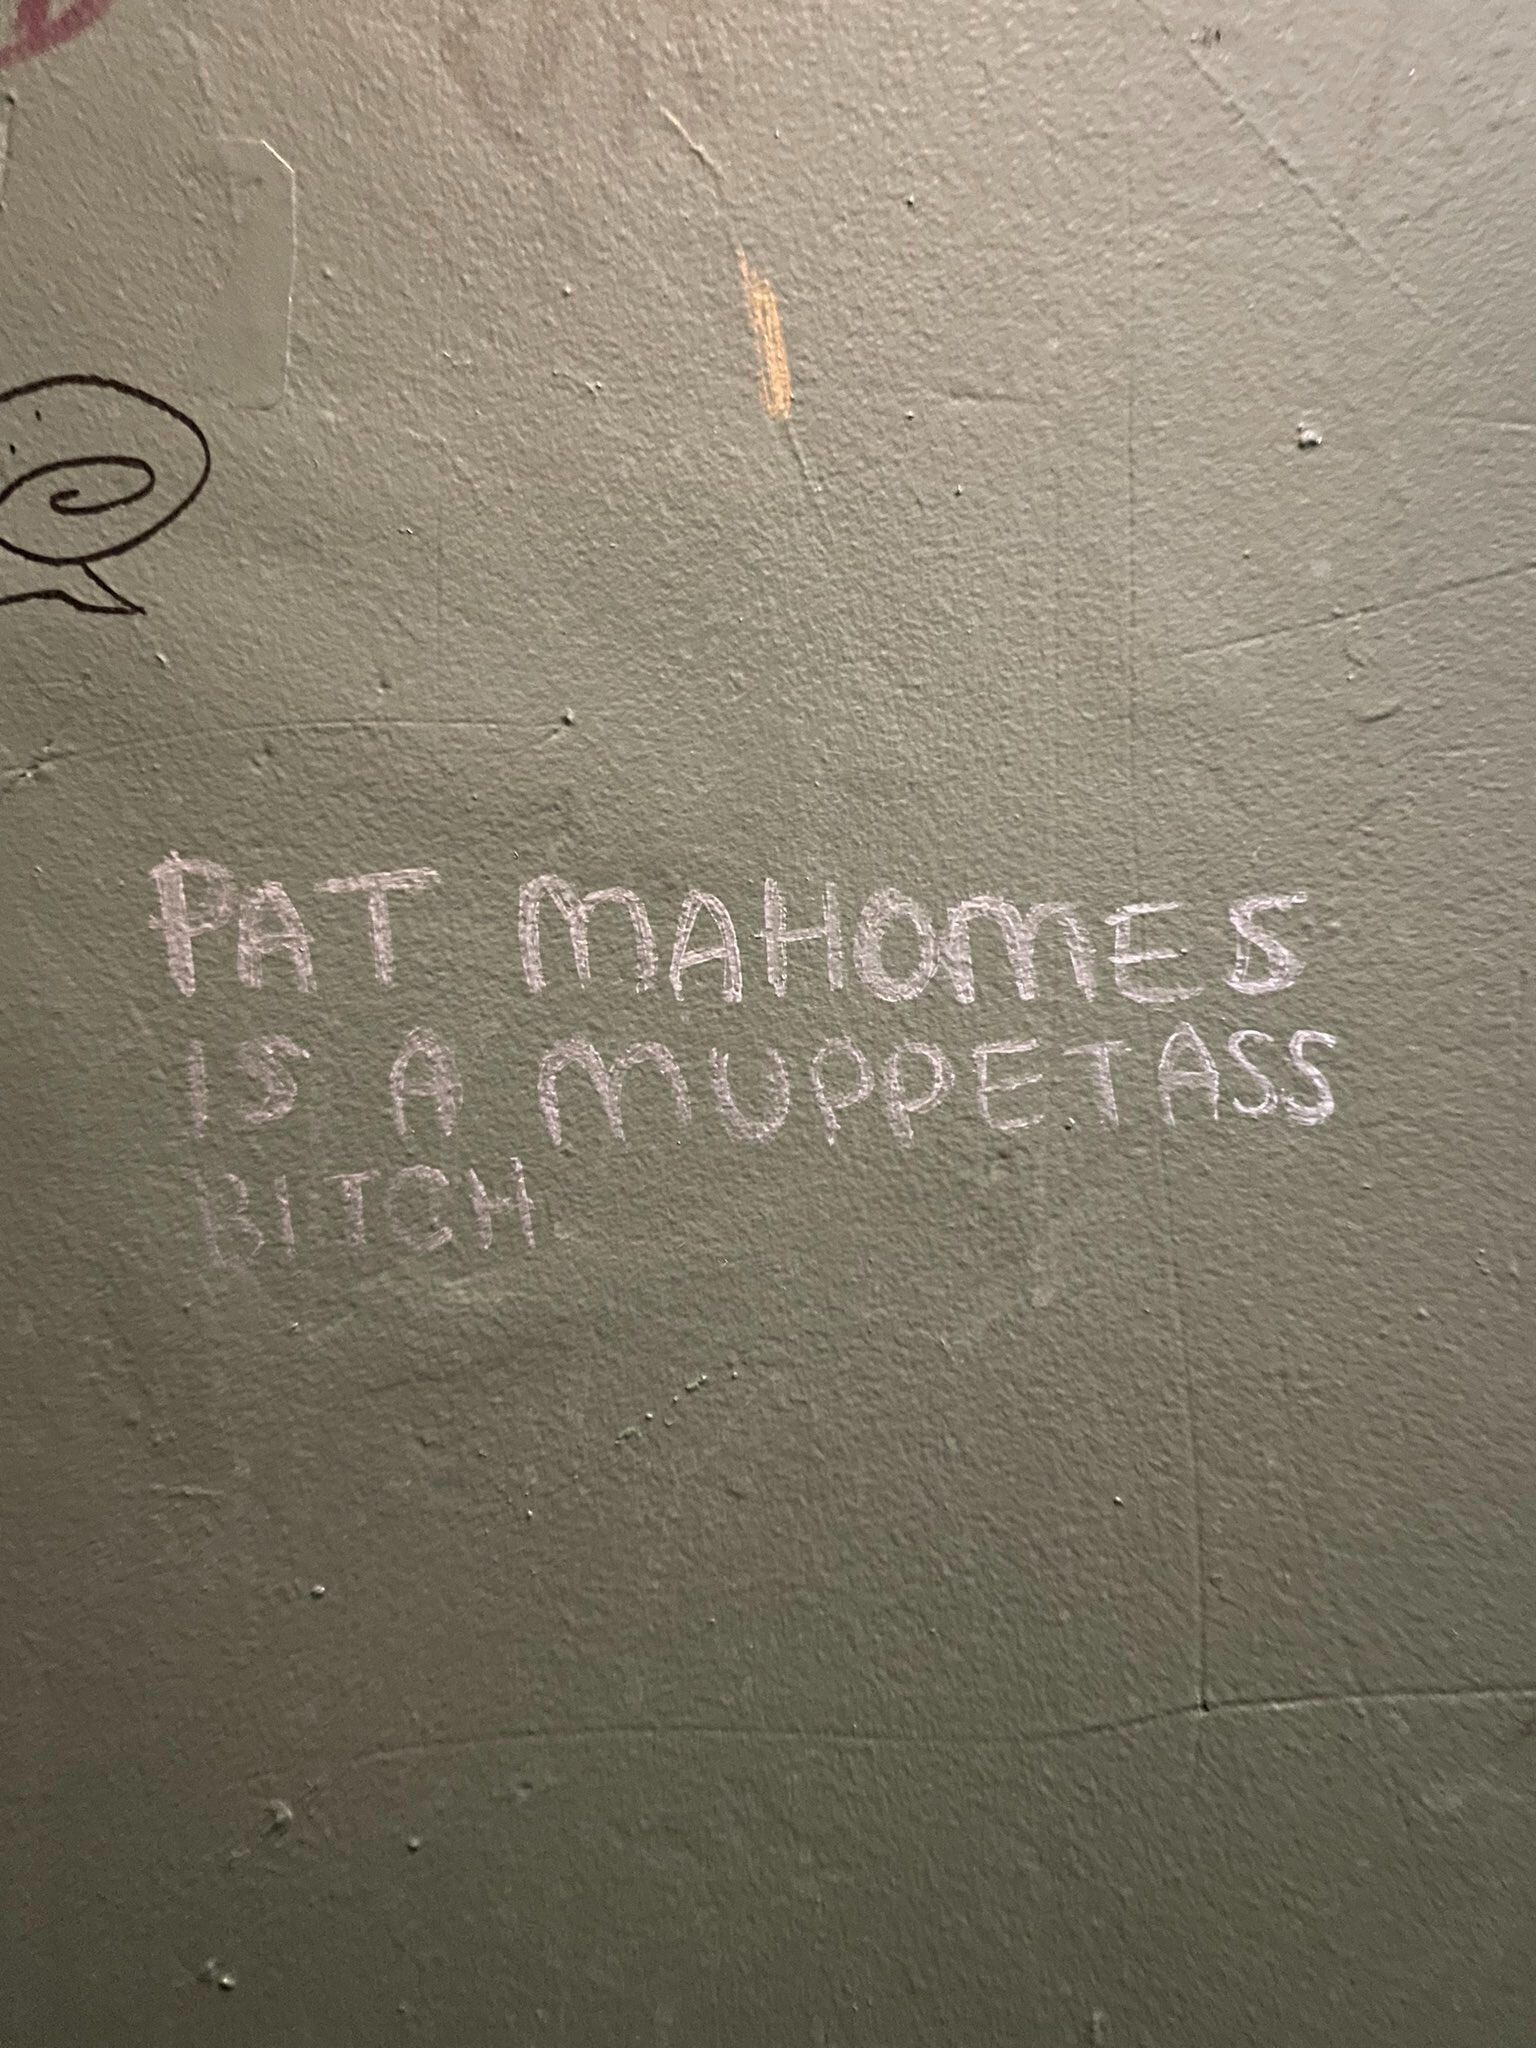 PAT MAHOMES
IS A MUPPETASS
BITCH